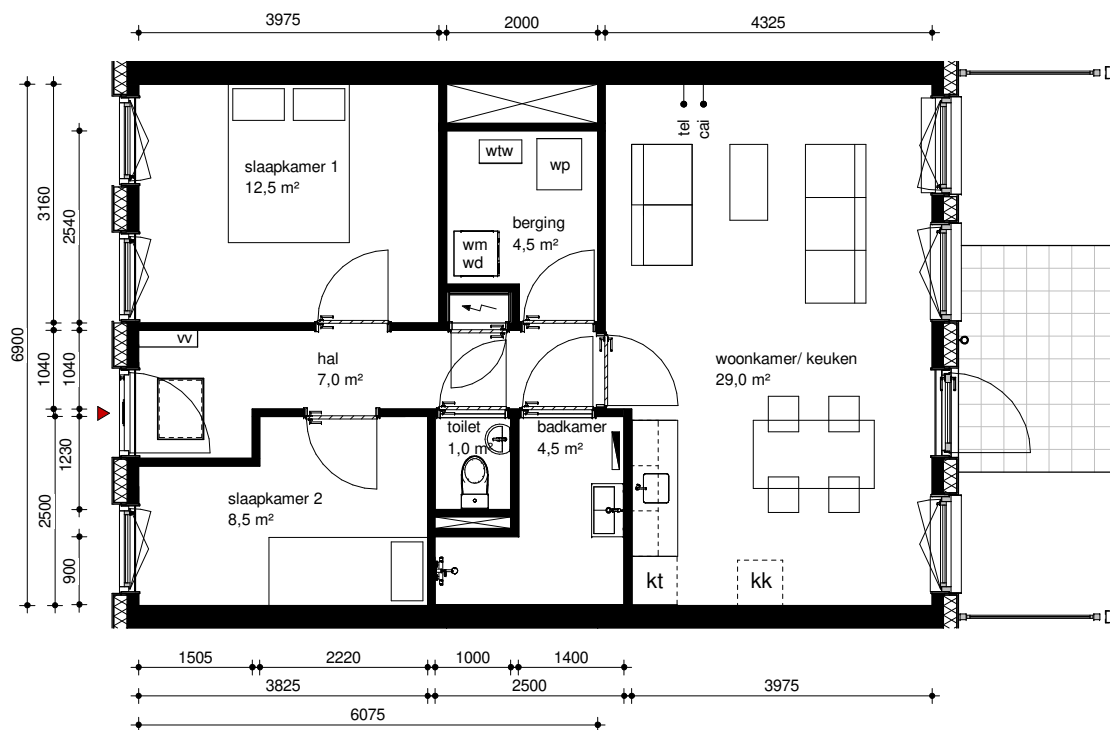 3975
2000
4325
slaapkamer 1
12,5 m²
wtw
wp
tel
cai
berging
4,5 m²
wm
wd
6900
3160
2540
1040
1040
1230
2500
900
vv
hal
7,0 m²
woonkamer/ keuken
29,0 m²
toilet
1,0 m²
badkamer
4,5 m²
slaapkamer 2
8,5 m²
kt
kk
1505
2220
1000
1400
3825
2500
3975
6075